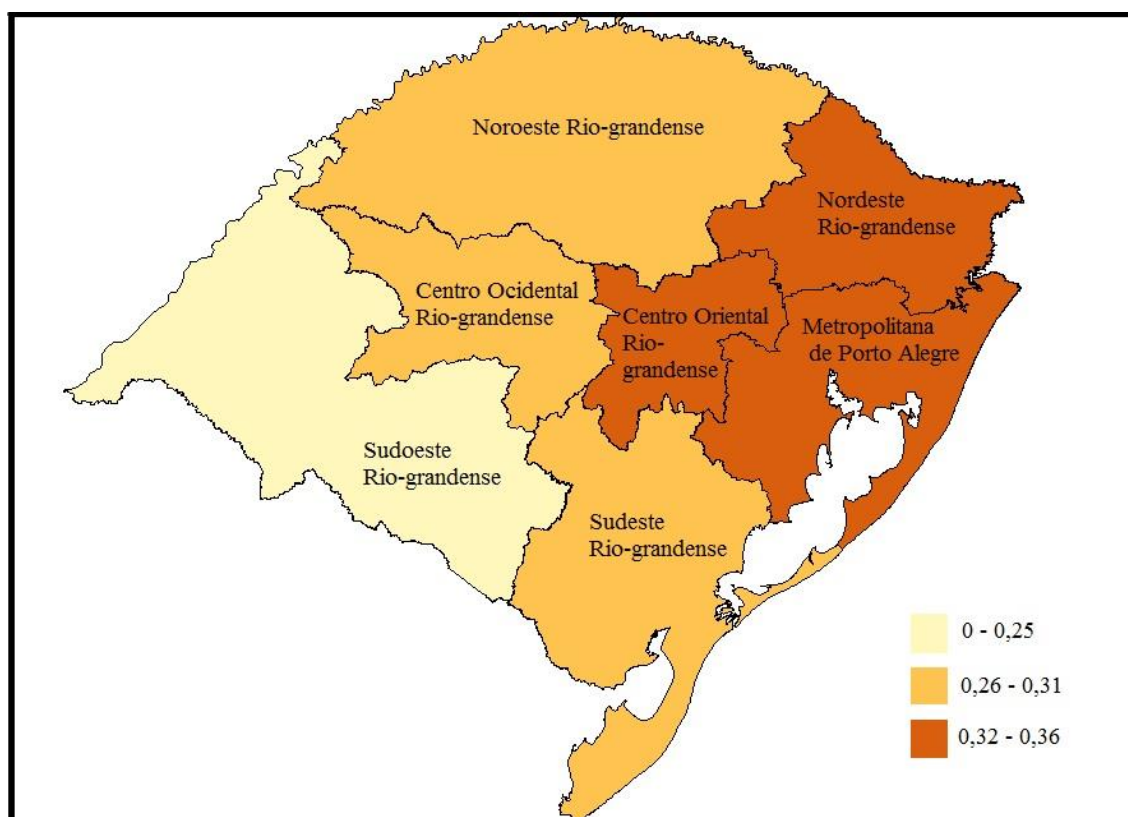 Noroeste Rio-grandense
Nordeste
Rio-grandense
Centro Ocidental
Rio-grandense
Centro Oriental
Rio-
grandense
Metropolitana
de Porto Alegre
Sudoeste
Rio-grandense
Sudeste
Rio-grandense
0 - 0,25
0,26 - 0,31
0,32 - 0,36